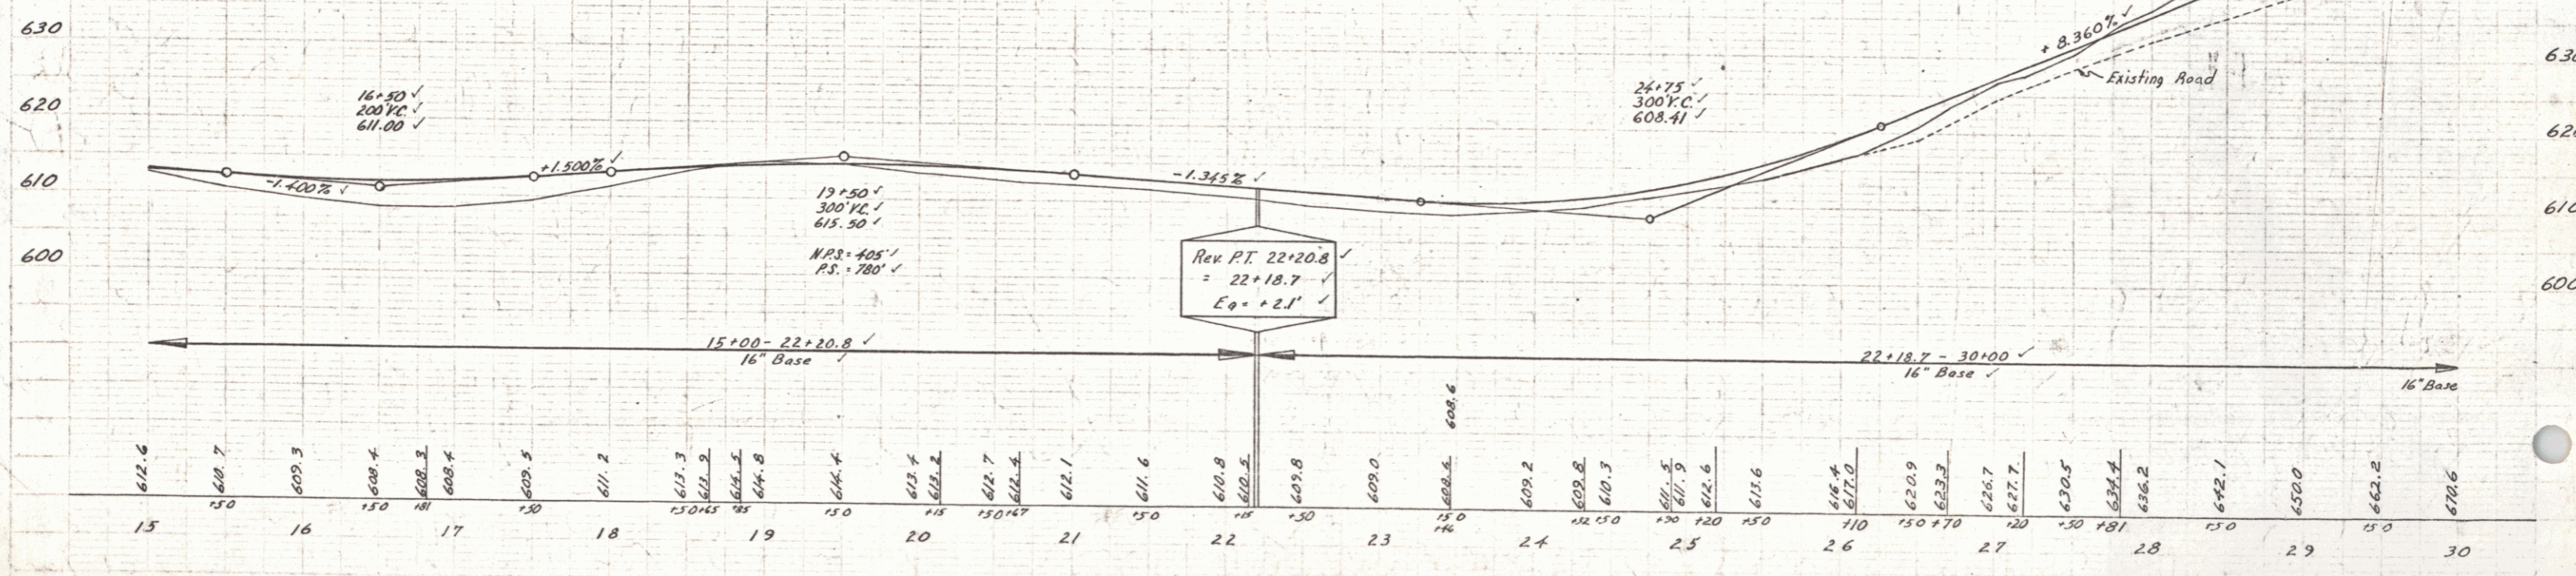 630
620
610
600
630
620
610
600
16+50 ✓
200' V.C. ✓
611.00 ✓
-1.400% ✓
+1.500% ✓
19+50 ✓
300' V.C. ✓
615.50 ✓
N.P.S. = 405' ✓
P.S. = 780' ✓
-1.345% ✓
24+75 ✓
300' V.C. ✓
608.41 ✓
+8.360% ✓
Existing Road
Rev. P.T. 22+20.8 ✓
= 22+18.7 ✓
Eq = +2.1' ✓
15+00 - 22+20.8 ✓
16" Base ✓
22+18.7 - 30+00 ✓
16" Base ✓
16" Base
608.6
612.6 610.7 609.3 608.4 608.3 608.4 609.5 611.2 613.3 613.9 614.5 614.8 614.4 613.4 613.2 612.7 612.4 612.1 611.6 610.8 610.5 609.8 609.0 608.6 609.2 609.8 610.3 611.5 611.9 612.6 613.6 616.4 617.0 620.9 623.3 626.7 627.7 630.5 634.4 636.2 642.1 650.0 662.2 670.6
+50 +50 +81 +50 +50 +65 +85 +50 +15 +50 +67 +50 +15 +50 +50 +32 +50 +90 +20 +50 +10 +50 +70 +20 +50 +81 +50 +50
+46
15 16 17 18 19 20 21 22 23 24 25 26 27 28 29 30